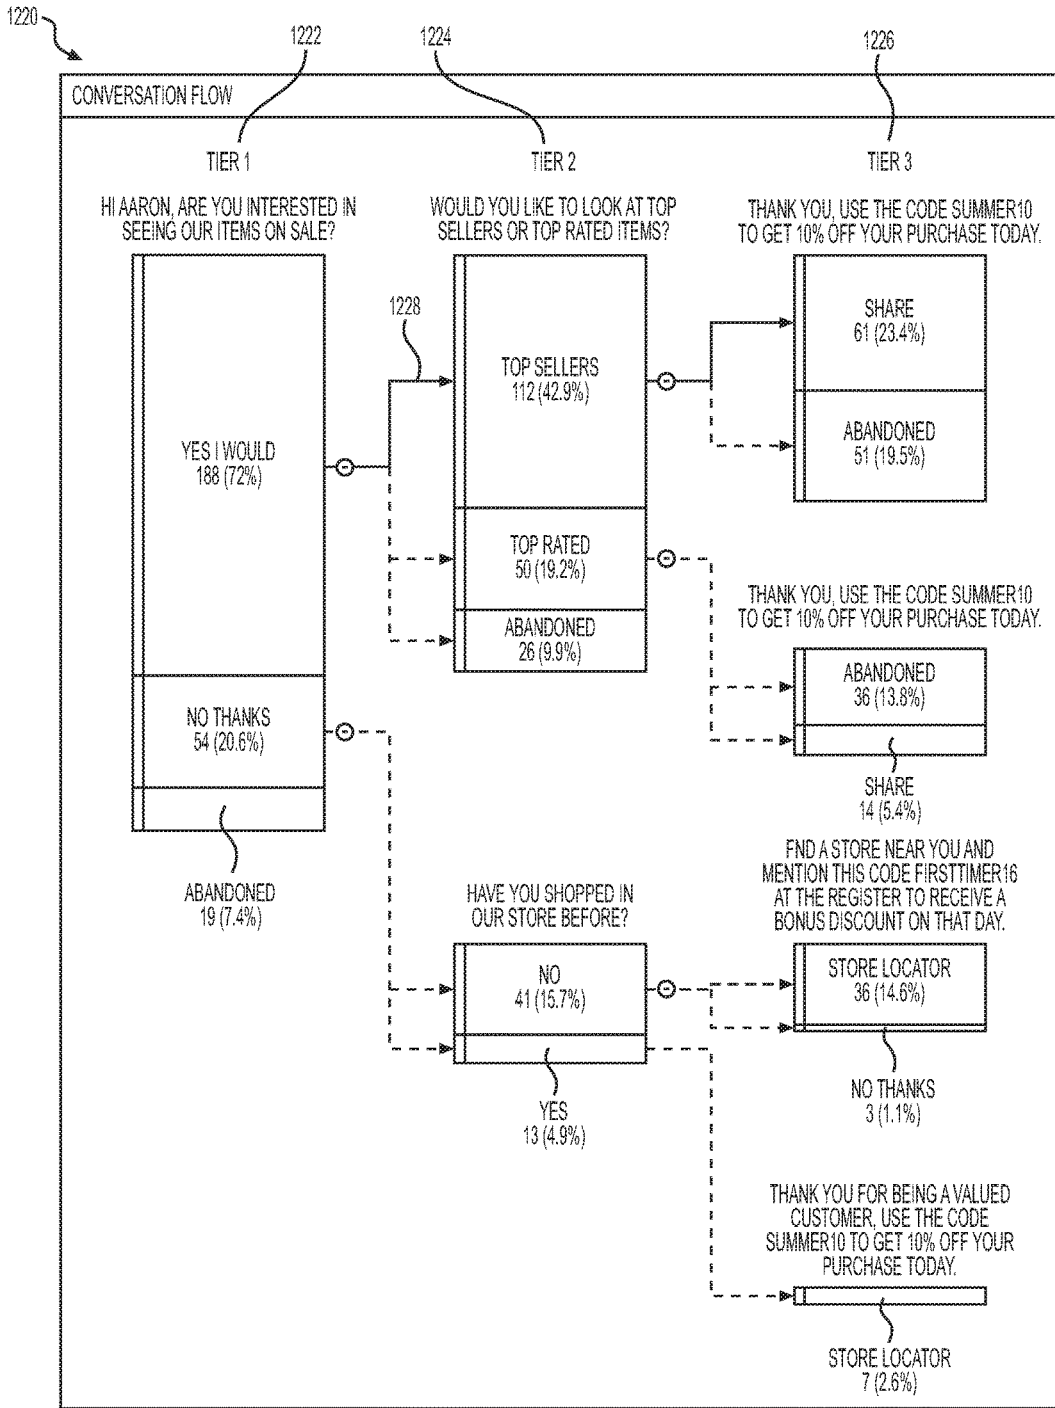 1220
1222
1224
1226
CONVERSATION FLOW
TIER 1
TIER 2
TIER 3
HI AARON, ARE YOU INTERESTED IN
SEEING OUR ITEMS ON SALE?
WOULD YOU LIKE TO LOOK AT TOP
SELLERS OR TOP RATED ITEMS?
THANK YOU, USE THE CODE SUMMER10
TO GET 10% OFF YOUR PURCHASE TODAY.
1228
YES I WOULD
188 (72%)
NO THANKS
54 (20.6%)
ABANDONED
19 (7.4%)
TOP SELLERS
112 (42.9%)
TOP RATED
50 (19.2%)
ABANDONED
26 (9.9%)
SHARE
61 (23.4%)
ABANDONED
51 (19.5%)
THANK YOU, USE THE CODE SUMMER10
TO GET 10% OFF YOUR PURCHASE TODAY.
ABANDONED
36 (13.8%)
SHARE
14 (5.4%)
HAVE YOU SHOPPED IN
OUR STORE BEFORE?
NO
41 (15.7%)
YES
13 (4.9%)
FND A STORE NEAR YOU AND
MENTION THIS CODE FIRSTTIMER16
AT THE REGISTER TO RECEIVE A
BONUS DISCOUNT ON THAT DAY.
STORE LOCATOR
36 (14.6%)
NO THANKS
3 (1.1%)
THANK YOU FOR BEING A VALUED
CUSTOMER, USE THE CODE
SUMMER10 TO GET 10% OFF YOUR
PURCHASE TODAY.
STORE LOCATOR
7 (2.6%)